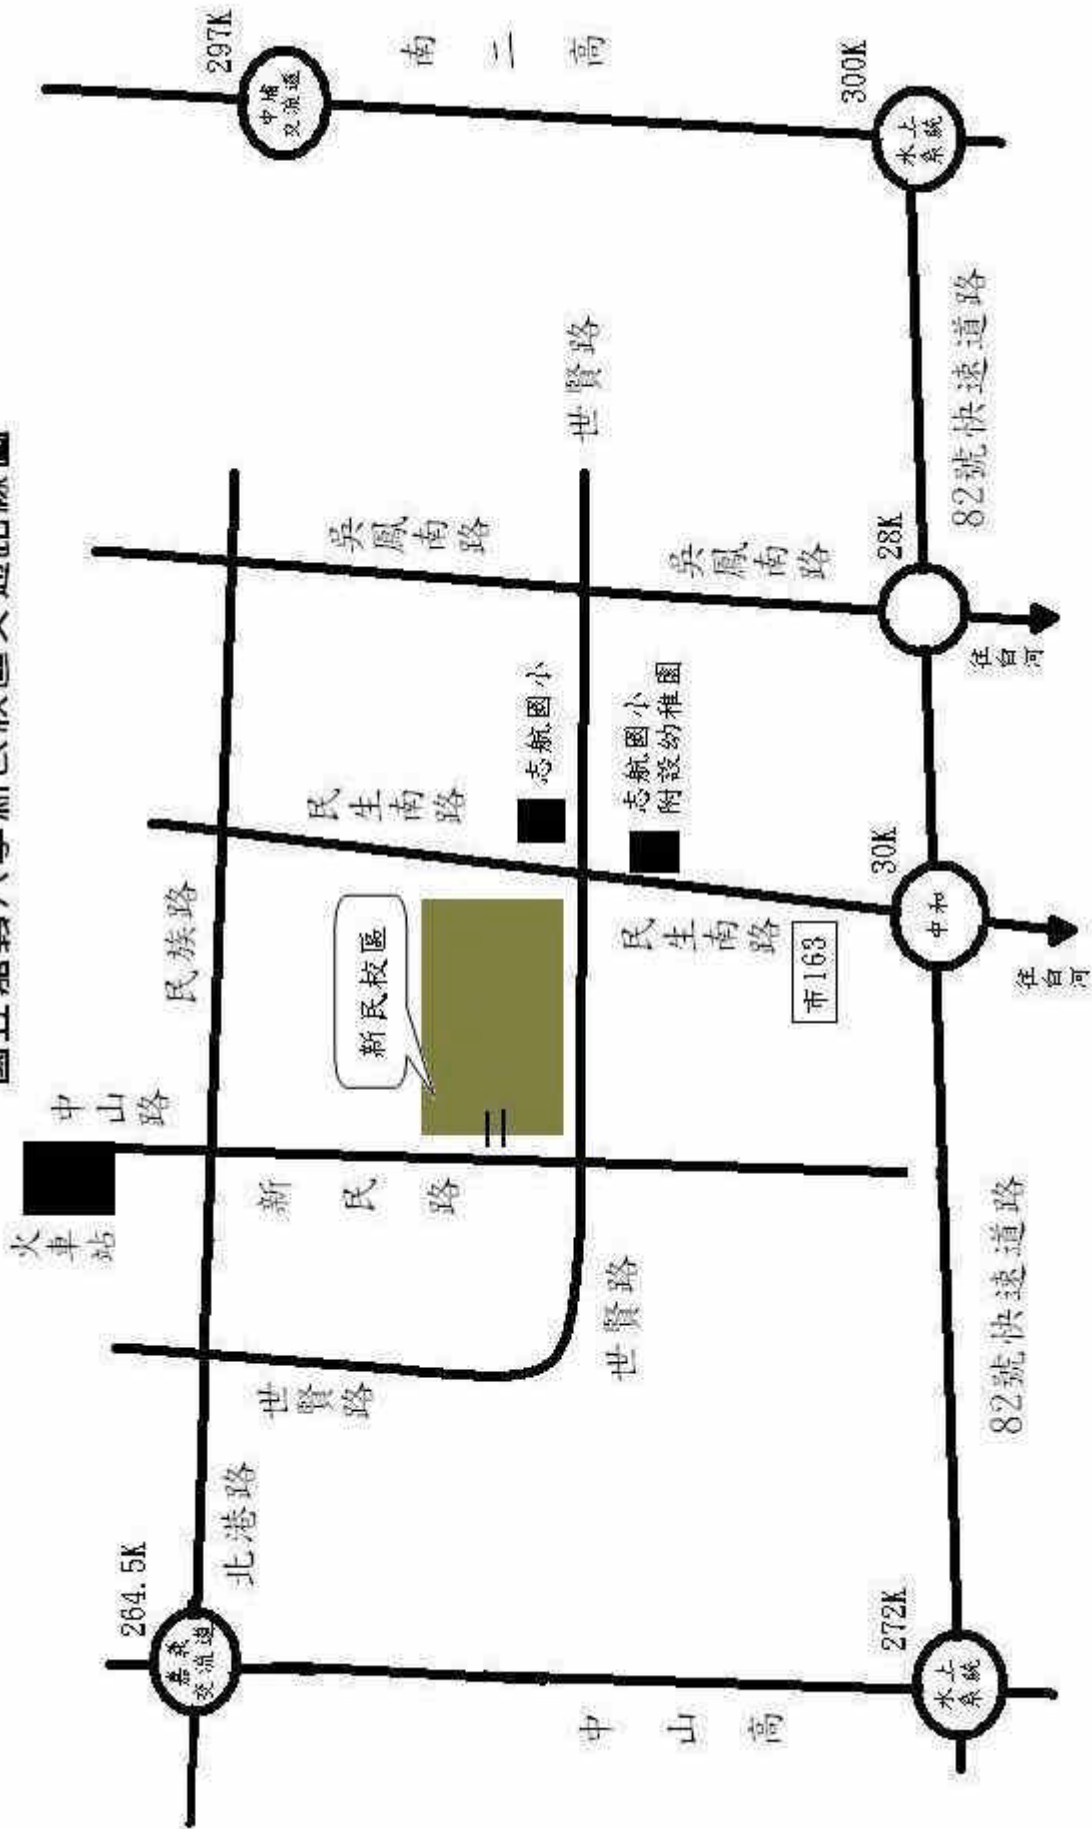 國立嘉義大學新民校區交通路線圖
火車站
中山路
264.5K
297K
嘉義
交流道
中埔
交流道
民族路
北港路
世賢路
新民路
新民校區
民生南路
吳鳳南路
南二高
志航國小
世賢路
世賢路
志航國小
附設幼稚園
民生南路
吳鳳南路
中山高
市163
272K
30K
28K
300K
水上
系統
中和
水上
系統
82號快速道路
82號快速道路
往白河
往白河